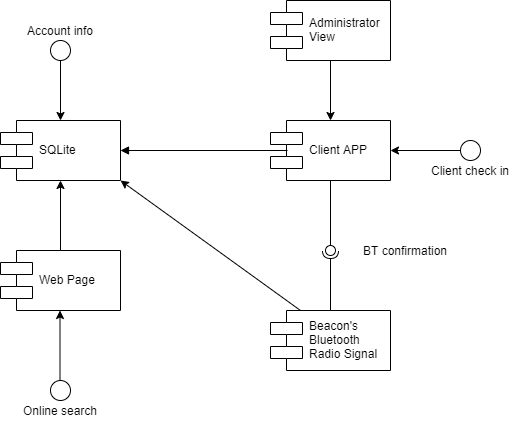 Account info
Administrator
View
SQLite
Client APP
Client check in
BT confirmation
Web Page
Beacon's
Bluetooth
Radio Signal
Online search